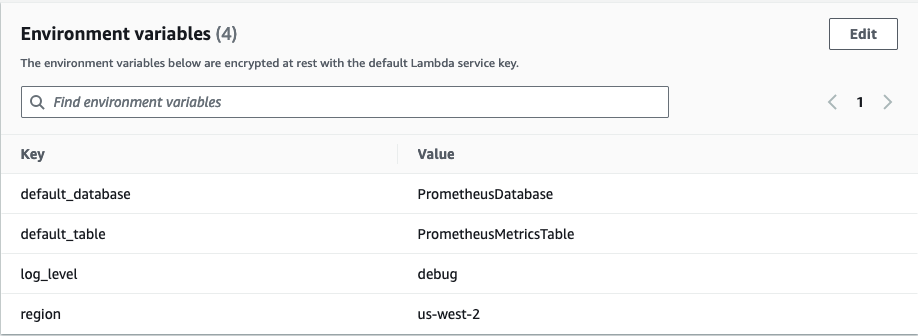 Environment variables (4)
Edit
The environment variables below are encrypted at rest with the default Lambda service key.
Find environment variables
1
Key Value
default_database PrometheusDatabase
default_table PrometheusMetricsTable
log_level debug
region us-west-2